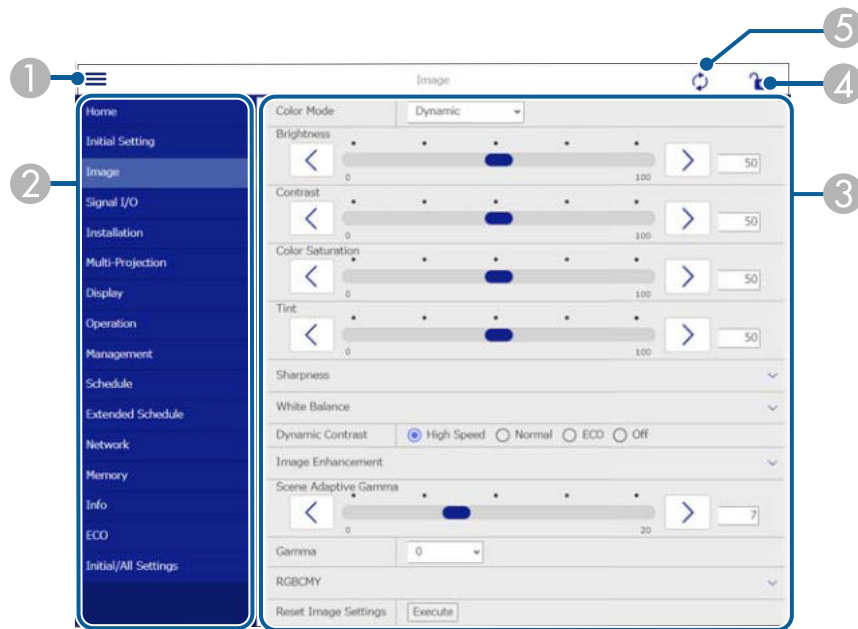 5
1
Image
4
2
3
Home
Initial Setting
Image
Signal I/O
Installation
Multi-Projection
Display
Operation
Management
Schedule
Extended Schedule
Network
Memory
Info
ECO
Initial/All Settings
Color Mode Dynamic
Brightness
0 100 50
Contrast
0 100 50
Color Saturation
0 100 50
Tint
0 100 50
Sharpness
White Balance
Dynamic Contrast High Speed Normal ECO Off
Image Enhancement
Scene Adaptive Gamma
0 20 7
Gamma 0
RGBCMY
Reset Image Settings Execute